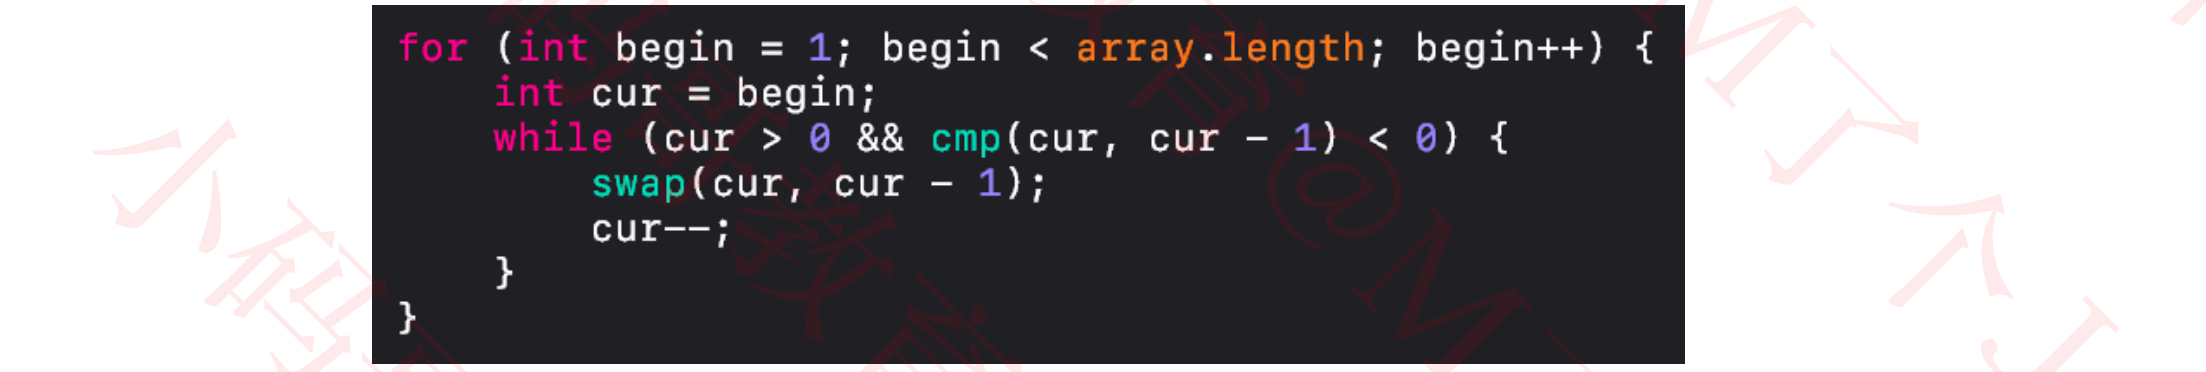 for (int begin = 1; begin < array.length; begin++) {
    int cur = begin;
    while (cur > 0 && cmp(cur, cur - 1) < 0) {
        swap(cur, cur - 1);
        cur--;
    }
}